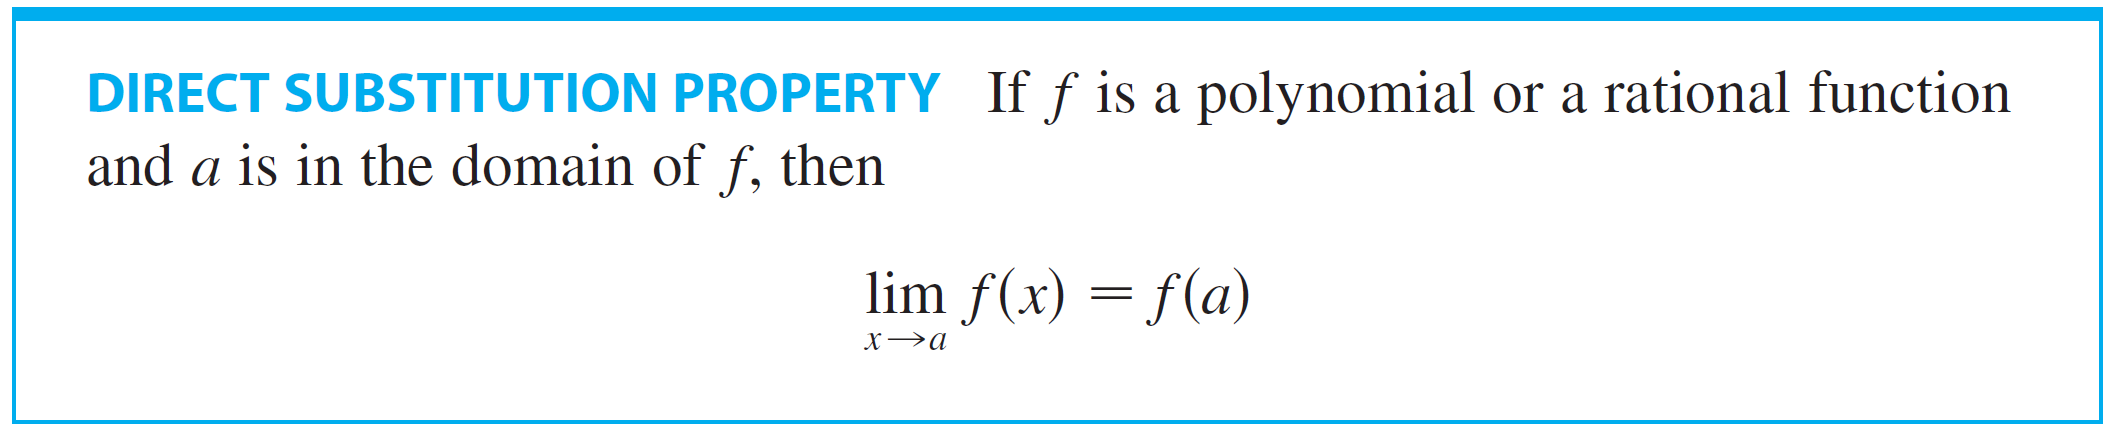 DIRECT SUBSTITUTION PROPERTY If f is a polynomial or a rational function
and a is in the domain of f, then
lim f(x) = f(a)
x→a